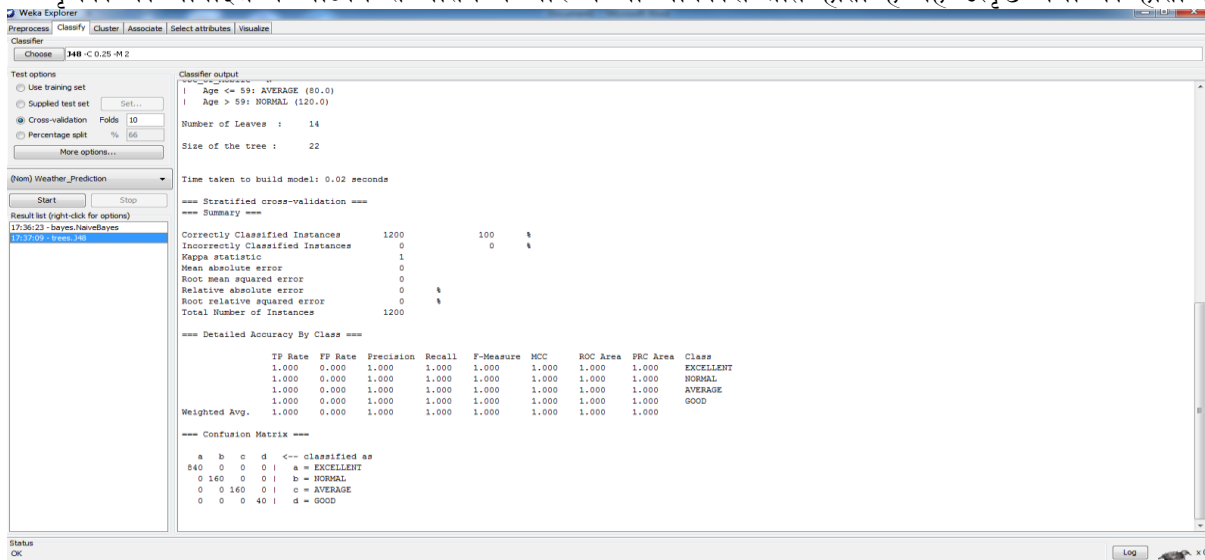 Weka Explorer
Preprocess Classify Cluster Associate Select attributes Visualize
Classifier
Choose J48 -C 0.25 -M 2
Test options
Use training set
Supplied test set Set...
Cross-validation Folds 10
Percentage split % 66
More options...
(Nom) Weather_Prediction
Start Stop
Result list (right-click for options)
17:36:23 - bayes.NaiveBayes
17:37:09 - trees.J48
Classifier output
| Age <= 59: AVERAGE (80.0)
| Age > 59: NORMAL (120.0)
Number of Leaves : 14
Size of the tree : 22
Time taken to build model: 0.02 seconds
=== Stratified cross-validation ===
=== Summary ===
Correctly Classified Instances 1200 100 %
Incorrectly Classified Instances 0 0 %
Kappa statistic 1
Mean absolute error 0
Root mean squared error 0
Relative absolute error 0 %
Root relative squared error 0 %
Total Number of Instances 1200
=== Detailed Accuracy By Class ===
TP Rate FP Rate Precision Recall F-Measure MCC ROC Area PRC Area Class
1.000 0.000 1.000 1.000 1.000 1.000 1.000 1.000 EXCELLENT
1.000 0.000 1.000 1.000 1.000 1.000 1.000 1.000 NORMAL
1.000 0.000 1.000 1.000 1.000 1.000 1.000 1.000 AVERAGE
1.000 0.000 1.000 1.000 1.000 1.000 1.000 1.000 GOOD
Weighted Avg. 1.000 0.000 1.000 1.000 1.000 1.000 1.000 1.000
=== Confusion Matrix ===
a b c d <-- classified as
840 0 0 0 | a = EXCELLENT
0 160 0 0 | b = NORMAL
0 0 160 0 | c = AVERAGE
0 0 0 40 | d = GOOD
Status
OK
Log
x 0